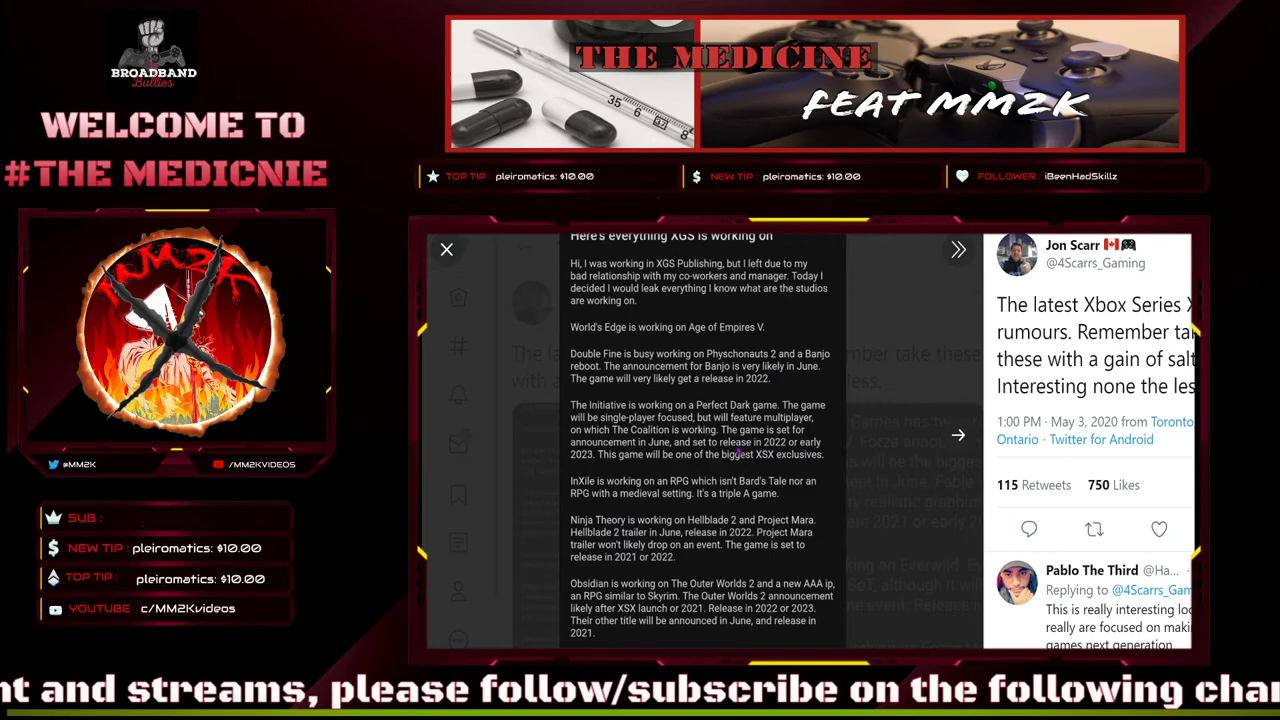 BROADBAND
Bullies
WELCOME TO
#THE MEDICNIE
MM2K
@MM2K
/MM2KVIDEOS
SUB :
NEW TIP : pleiromatics: $10.00
TOP TIP : pleiromatics: $10.00
YOUTUBE c/MM2Kvideos
THE MEDICINE
FEAT MM2K
35 6 37 8
TOP TIP : pleiromatics: $10.00
NEW TIP : pleiromatics: $10.00
FOLLOWER : iBeenHadSkillz
Here's everything XGS is working on
Hi, I was working in XGS Publishing, but I left due to my
bad relationship with my co-workers and manager. Today I
decided I would leak everything I know what are the studios
are working on.
World's Edge is working on Age of Empires V.
Double Fine is busy working on Physchonauts 2 and a Banjo
reboot. The announcement for Banjo is very likely in June.
The game will very likely get a release in 2022.
The Initiative is working on a Perfect Dark game. The game
will be single-player focused, but will feature multiplayer,
on which The Coalition is working. The game is set for
announcement in June, and set to release in 2022 or early
2023. This game will be one of the biggest XSX exclusives.
InXile is working on an RPG which isn't Bard's Tale nor an
RPG with a medieval setting. It's a triple A game.
Ninja Theory is working on Hellblade 2 and Project Mara.
Hellblade 2 trailer in June, release in 2022. Project Mara
trailer won't likely drop on an event. The game is set to
release in 2021 or 2022.
Obsidian is working on The Outer Worlds 2 and a new AAA ip,
an RPG similar to Skyrim. The Outer Worlds 2 announcement
likely after XSX launch or 2021. Release in 2022 or 2023.
Their other title will be announced in June, and release in
2021.
Jon Scarr
@4Scarrs_Gaming
The latest Xbox Series X
rumours. Remember ta
these with a gain of salt
Interesting none the les
1:00 PM · May 3, 2020 from Toronto
Ontario · Twitter for Android
115 Retweets 750 Likes
Pablo The Third @Ha... ·
Replying to @4Scarrs_Gam
This is really interesting loo
really are focused on maki
games next generation
nt and streams, please follow/subscribe on the following chan